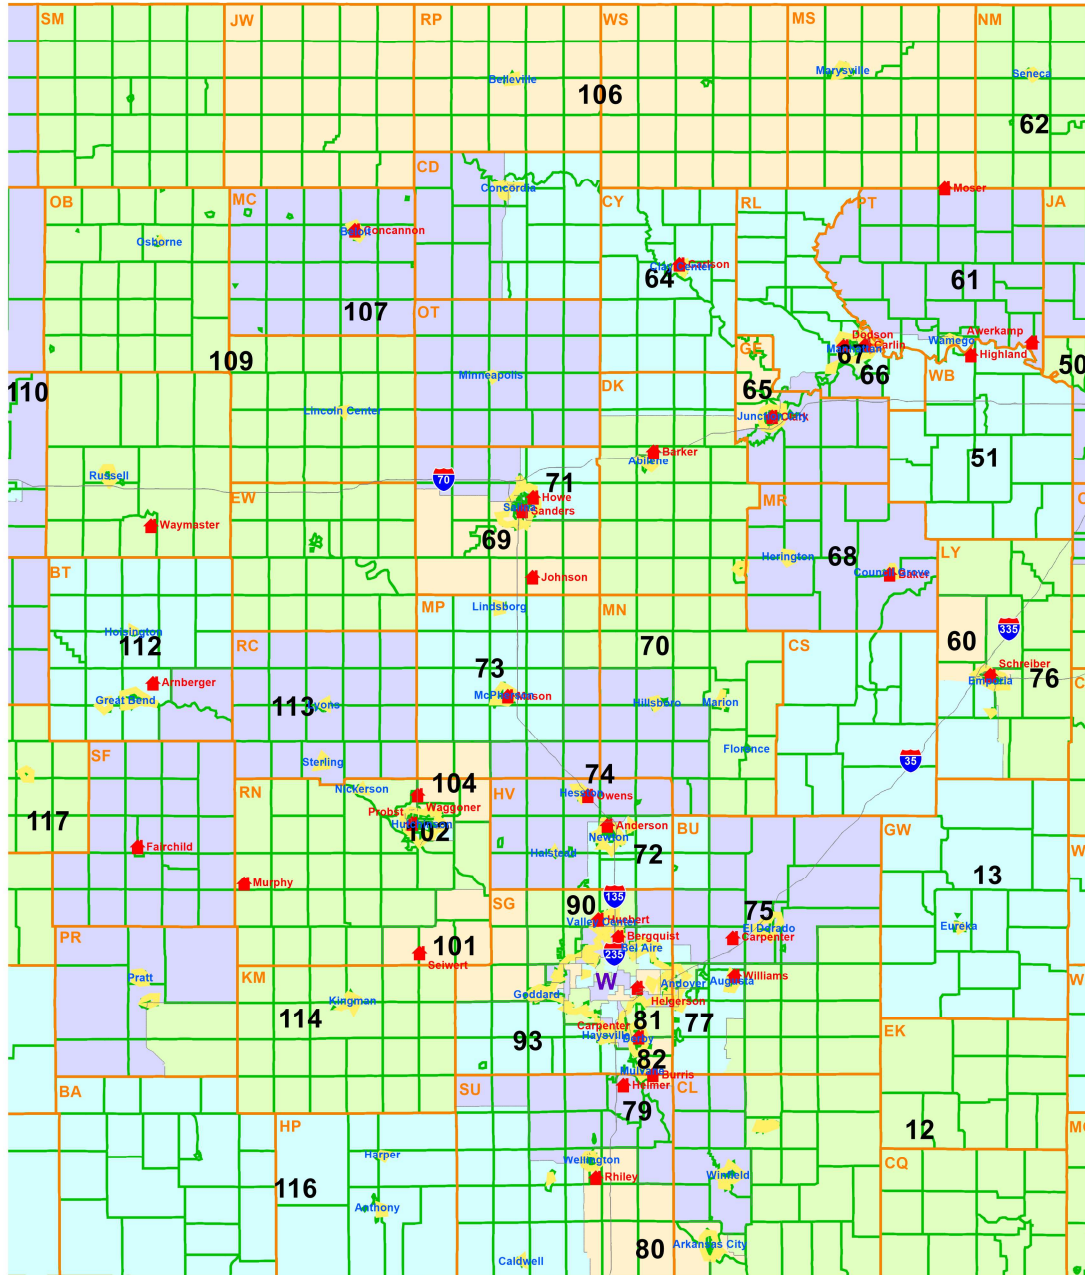 SM
JW
RP
WS
MS
NM
Belleville
Marysville
Seneca
106
62
CD
Concordia
Moser
OB
MC
CY
RL
PT
JA
Osborne
Concannon
Carlson
64
61
107
OT
Dodson
Carlin
Awerkamp
Wamego
Highland
GE
67
66
109
110
Minneapolis
DK
65
WB
50
Lincoln Center
Junction City
Clark
51
Barker
Abilene
Russell
70
71
EW
Howe
Sanders
MR
Waymaster
69
Herington
68
Council Grove
Baker
LY
BT
Johnson
MP
Lindsborg
MN
Hoisington
112
RC
70
CS
60
335
73
Schreiber
76
Arnberger
Emporia
Great Bend
113
Lyons
McPherson
Mason
Hillsboro
Marion
SF
Sterling
Florence
35
74
RN
Nickerson
104
HV
Hesston
Owens
117
Probst
Waggoner
102
Anderson
Newton
BU
GW
Fairchild
Halstead
72
13
Murphy
135
SG
90
Huebert
Valley Center
75
El Dorado
Carpenter
Eureka
PR
101
Seiwert
Bergquist
Bel Aire
235
KM
Pratt
W
Williams
Andover
Augusta
Goddard
Kingman
Helgerson
114
81
77
EK
Carpenter
Haysville
Derby
93
82
Mulvane
Burris
BA
SU
Helmer
CL
79
HP
12
Harper
Wellington
CQ
116
Rhiley
Winfield
Anthony
80
Arkansas City
Caldwell